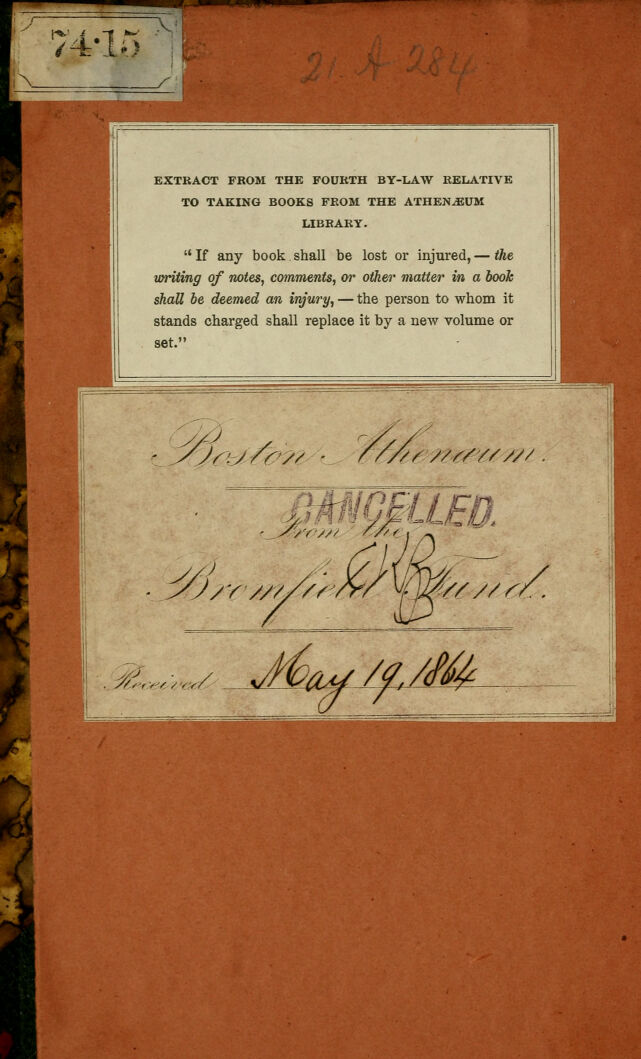 74·15
21 A 284
EXTRACT FROM THE FOURTH BY-LAW RELATIVE
TO TAKING BOOKS FROM THE ATHENÆUM
LIBRARY.
"If any book shall be lost or injured,—the
writing of notes, comments, or other matter in a book
shall be deemed an injury,—the person to whom it
stands charged shall replace it by a new volume or
set."
Boston Athenæum.
CANCELLED.
From the
Bromfield Fund.
Received May 19, 1864